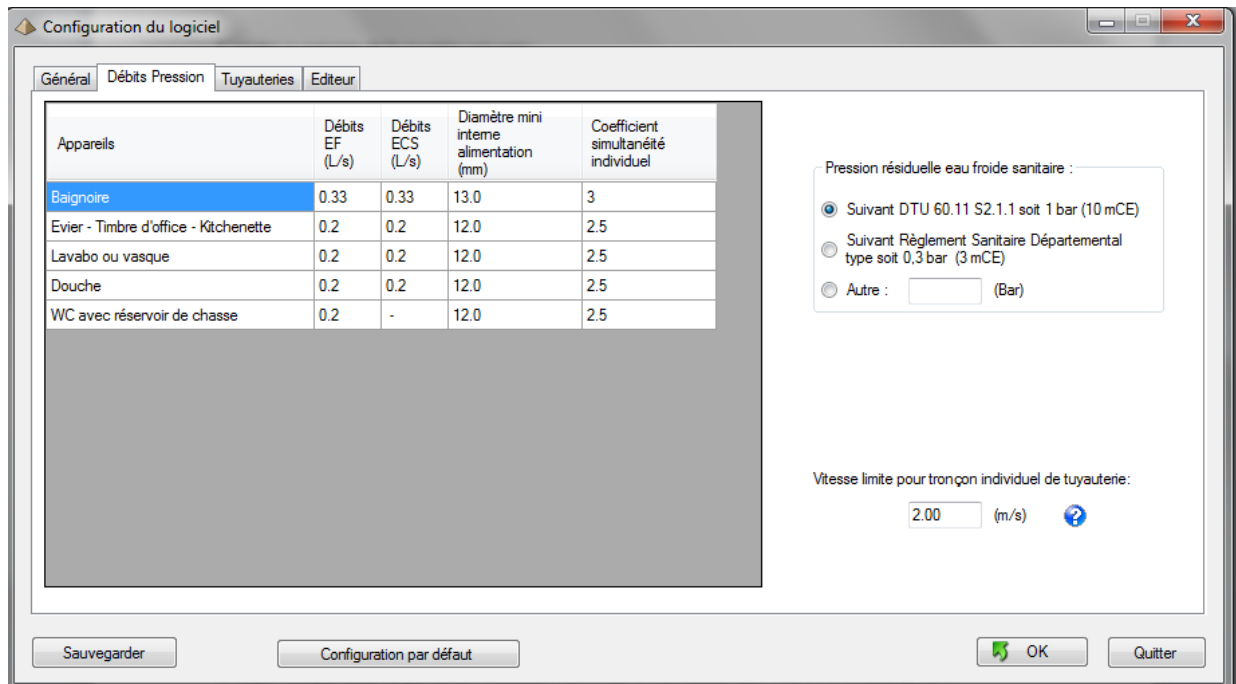 Configuration du logiciel
Général Débits Pression Tuyauteries Editeur
Appareils
Débits
EF
(L/s)
Débits
ECS
(L/s)
Diamètre mini
interne
alimentation
(mm)
Coefficient
simultanéité
individuel
Baignoire 0.33 0.33 13.0 3
Evier - Timbre d'office - Kitchenette 0.2 0.2 12.0 2.5
Lavabo ou vasque 0.2 0.2 12.0 2.5
Douche 0.2 0.2 12.0 2.5
WC avec réservoir de chasse 0.2 - 12.0 2.5
Pression résiduelle eau froide sanitaire :
Suivant DTU 60.11 S2.1.1 soit 1 bar (10 mCE)
Suivant Règlement Sanitaire Départemental
type soit 0,3 bar (3 mCE)
Autre : (Bar)
Vitesse limite pour tronçon individuel de tuyauterie:
2.00 (m/s) ?
Sauvegarder Configuration par défaut OK Quitter